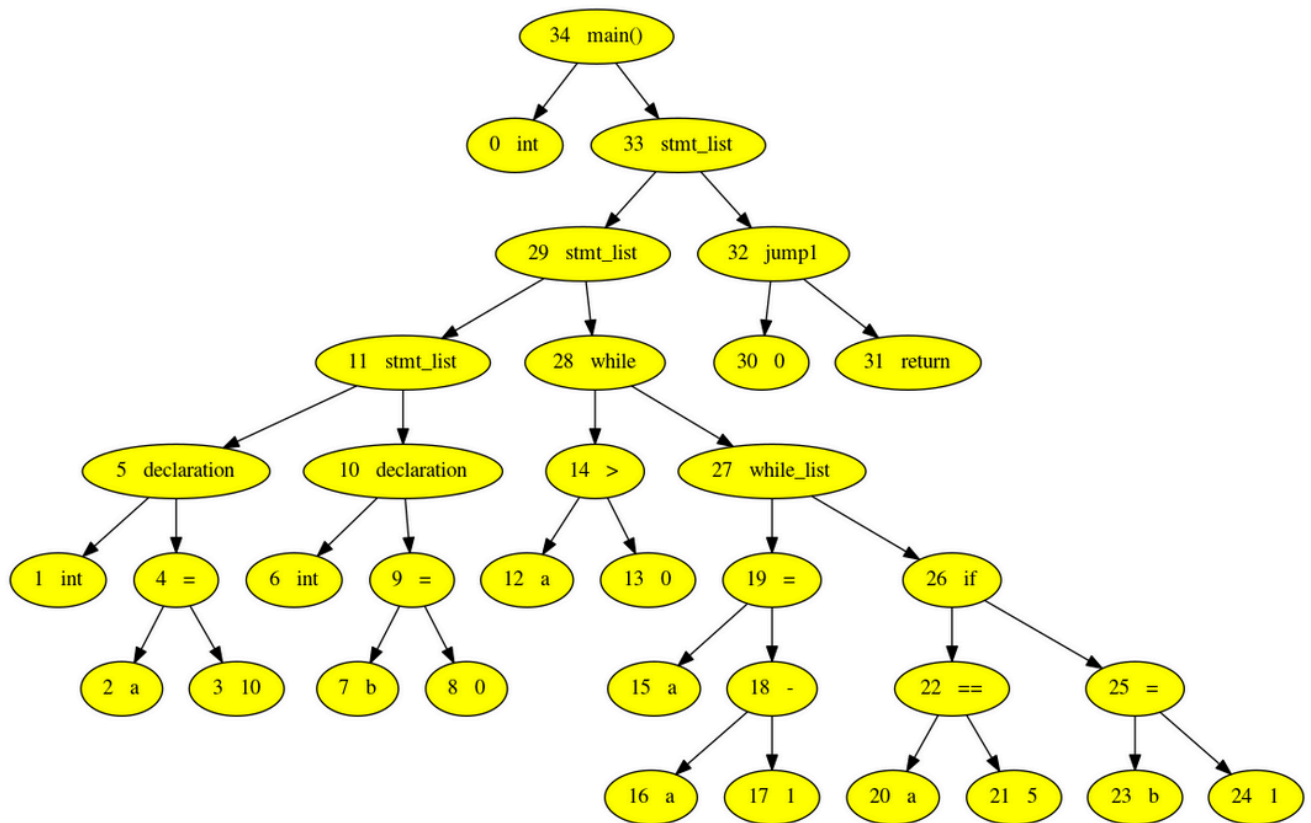 34 main()
0 int
33 stmt_list
29 stmt_list
32 jump1
11 stmt_list
28 while
30 0
31 return
5 declaration
10 declaration
14 >
27 while_list
1 int
4 =
6 int
9 =
12 a
13 0
19 =
26 if
2 a
3 10
7 b
8 0
15 a
18 -
22 ==
25 =
16 a
17 1
20 a
21 5
23 b
24 1